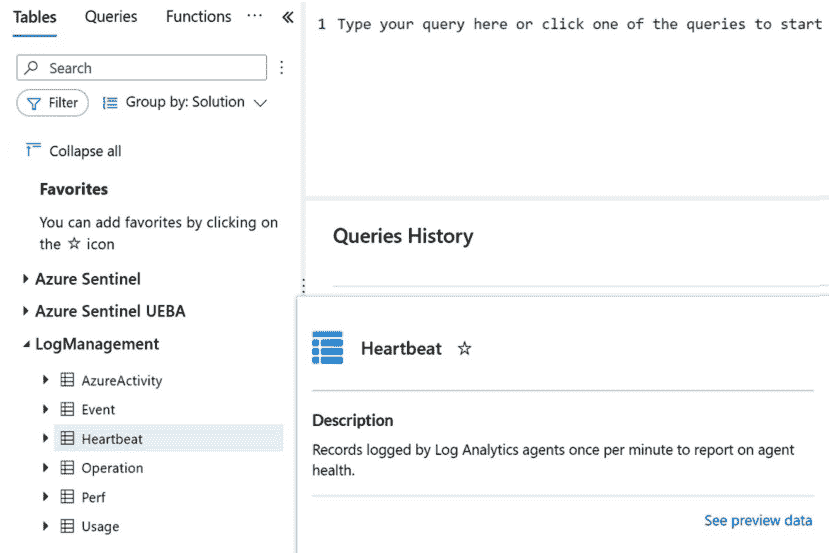 Tables Queries Functions ...
Search
Filter Group by: Solution
Collapse all
Favorites
You can add favorites by clicking on
the ☆ icon
Azure Sentinel
Azure Sentinel UEBA
LogManagement
AzureActivity
Event
Heartbeat
Operation
Perf
Usage
1 Type your query here or click one of the queries to start
Queries History
Heartbeat ☆
Description
Records logged by Log Analytics agents once per minute to report on agent
health.
See preview data